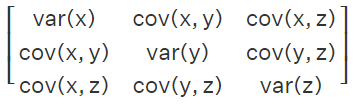 var(x) cov(x, y) cov(x, z)
cov(x, y) var(y) cov(y, z)
cov(x, z) cov(y, z) var(z)